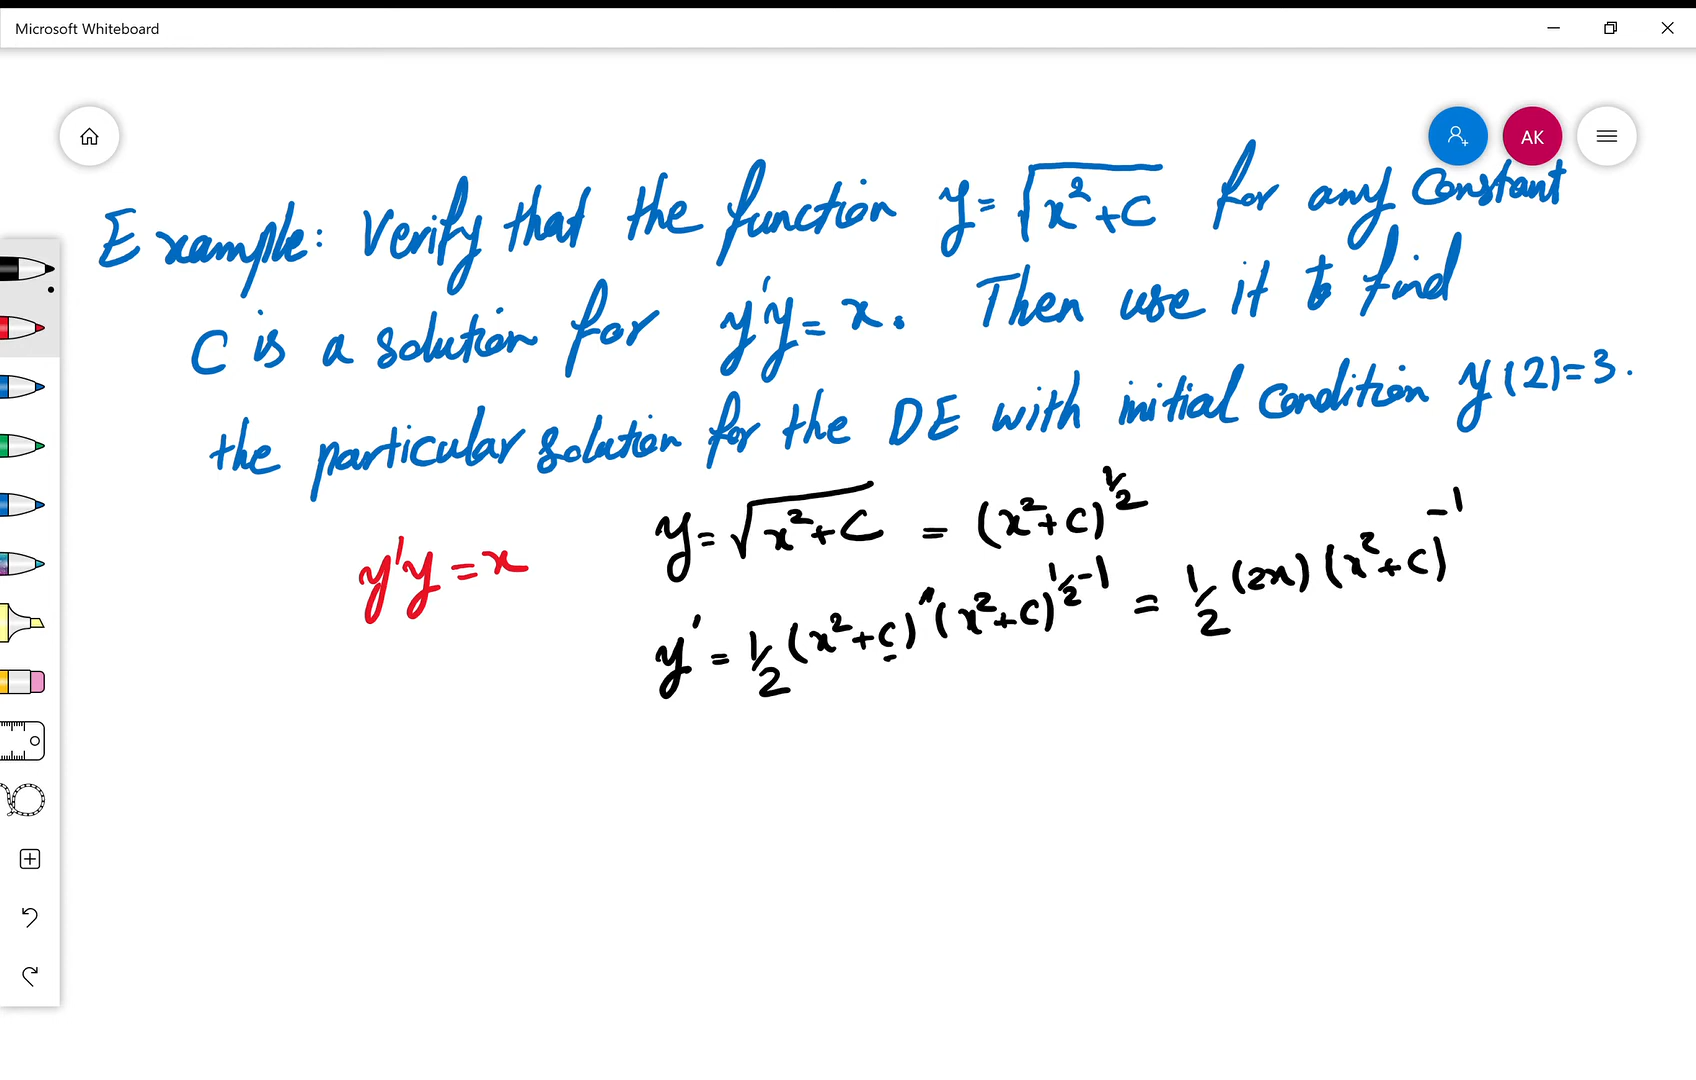 Microsoft Whiteboard
AK
Example: Verify that the function y = √(x²+C) for any Constant
C is a solution for y'y = x. Then use it to find
the particular solution for the DE with initial condition y(2)=3.
y = √(x²+C) = (x²+C)^1/2
y'y = x
y' = 1/2 (x²+C)' (x²+C)^1/2-1 = 1/2 (2x) (x²+C)^-1